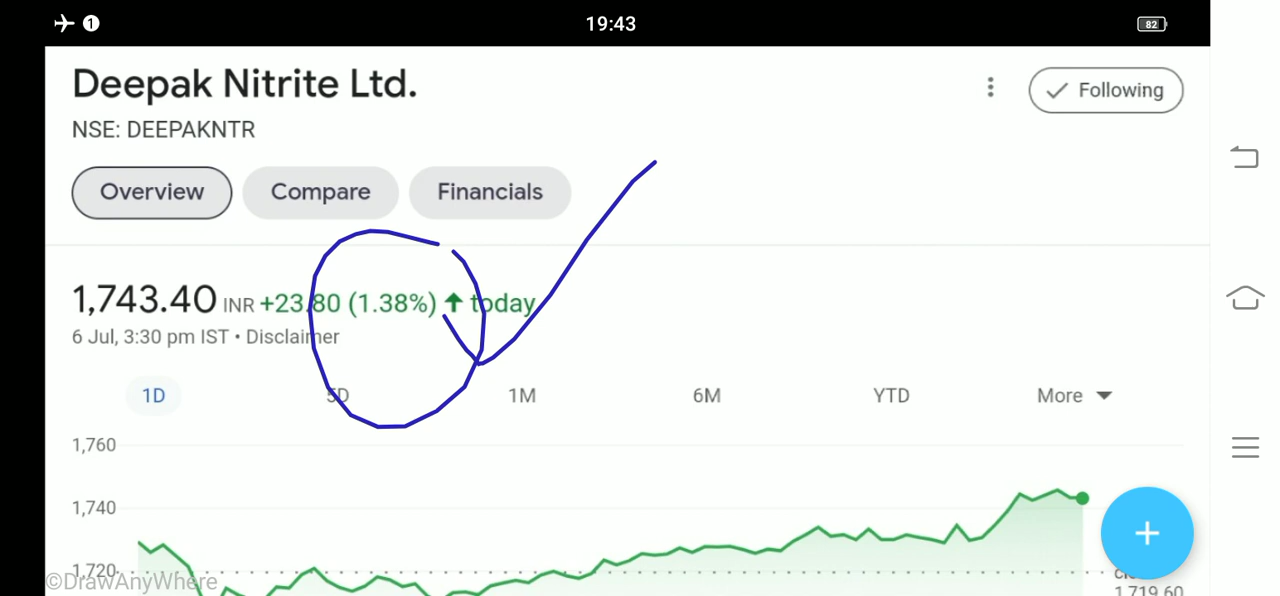 1
19:43
82
Deepak Nitrite Ltd.
NSE: DEEPAKNTR
Following
Overview
Compare
Financials
1,743.40 INR +23.80 (1.38%) ↑ today
6 Jul, 3:30 pm IST • Disclaimer
1D
5D
1M
6M
YTD
More
1,760
1,740
1,720
1,719.60
©DrawAnyWhere